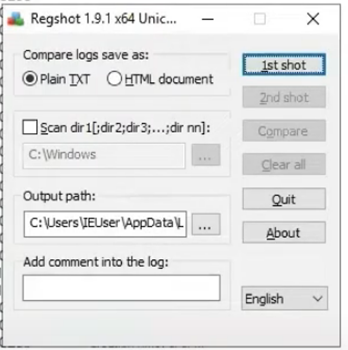 Regshot 1.9.1 x64 Unic...
Compare logs save as:
Plain TXT
HTML document
1st shot
2nd shot
Scan dir1[;dir2;dir3;...;dir nn]:
Compare
C:\Windows
...
Clear all
Output path:
Quit
C:\Users\IEUser\AppData\L
...
About
Add comment into the log:
English